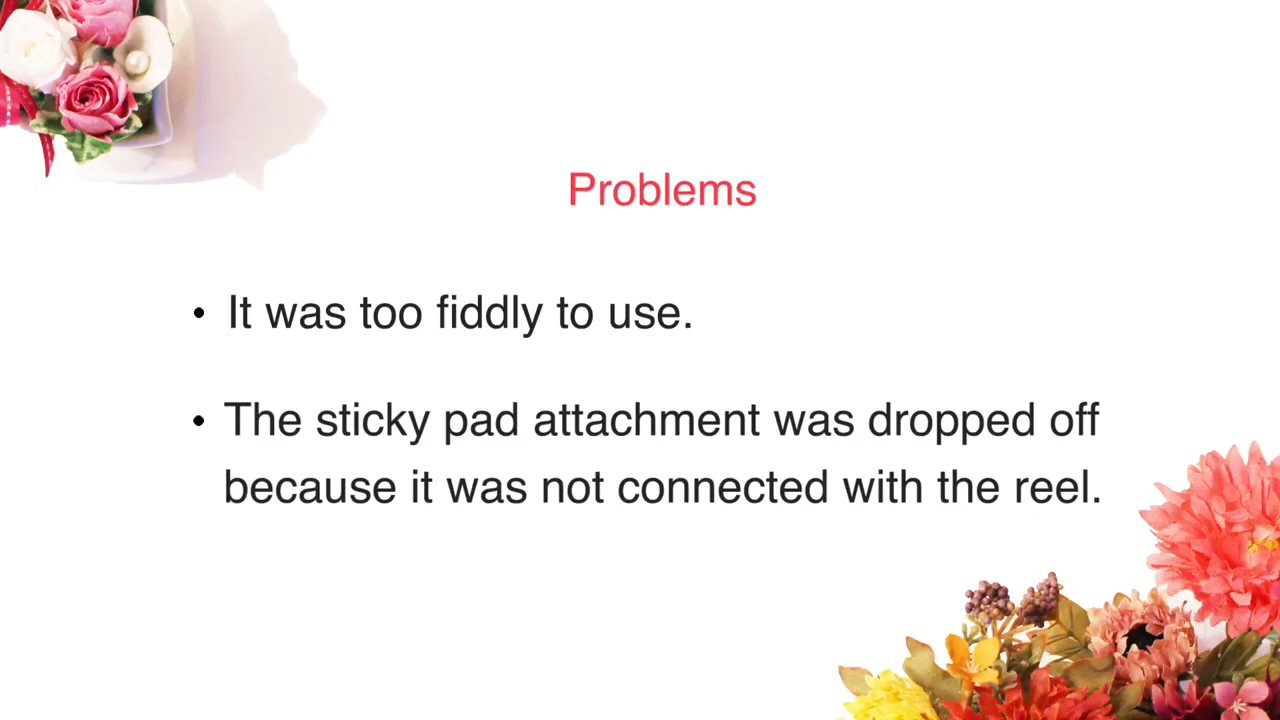 Problems
• It was too fiddly to use.
• The sticky pad attachment was dropped off
because it was not connected with the reel.